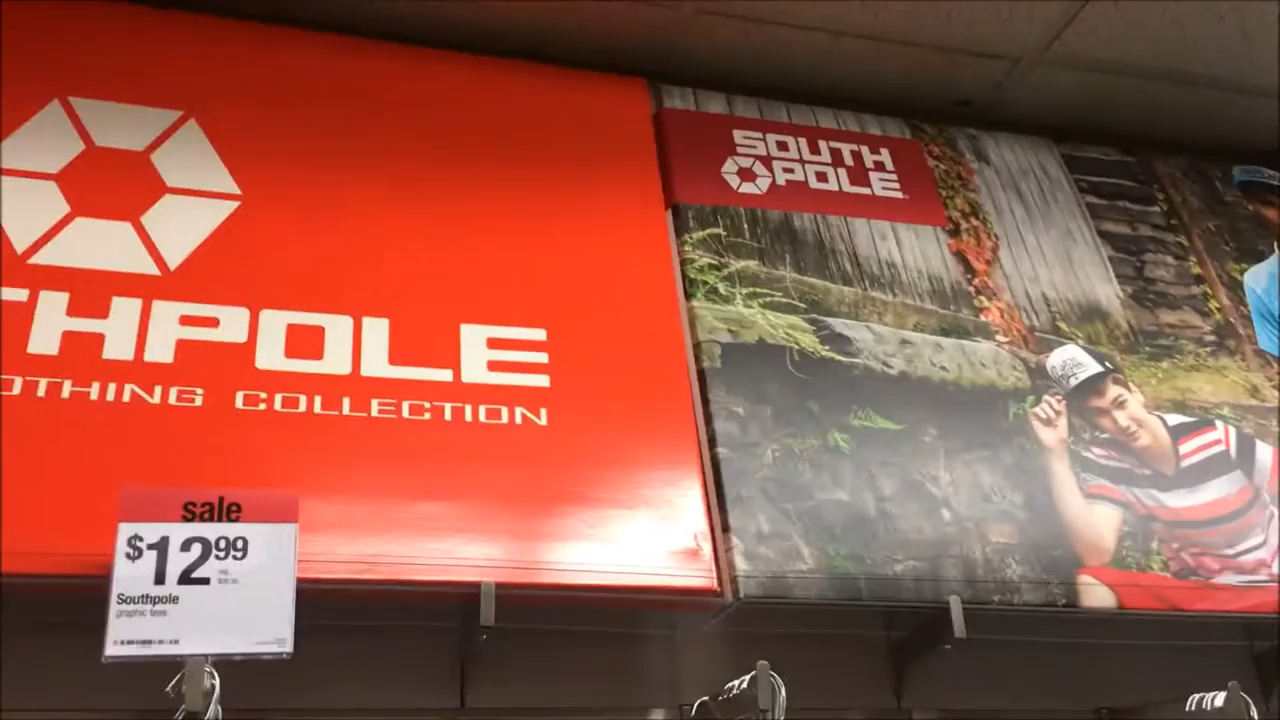 THPOLE
OTHING COLLECTION
SOUTH
POLE
sale
$12.99
Southpole
graphic tees